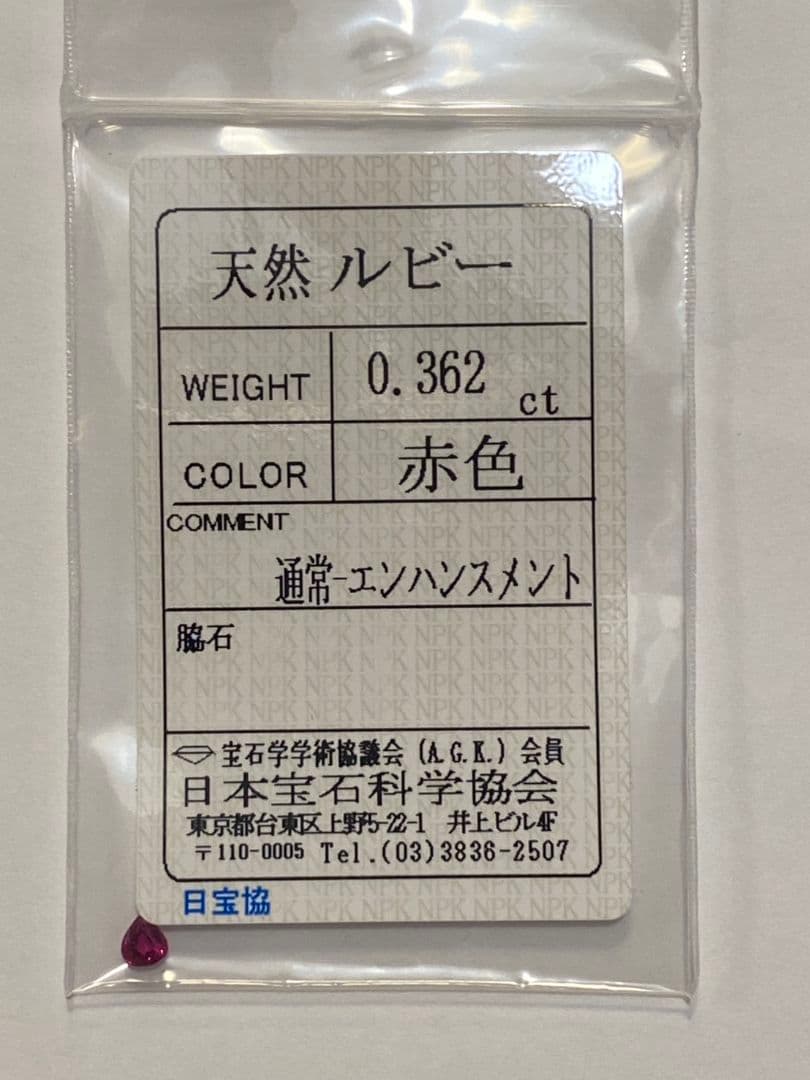 天然 ルビー
WEIGHT 0.362 ct
COLOR 赤色
COMMENT
通常-エンハンスメント
脇石
宝石学学術協議会 (A.G.K.) 会員
日本宝石科学協会
東京都台東区上野5-22-1 井上ビル4F
〒110-0005 Tel.(03)3836-2507
日宝協